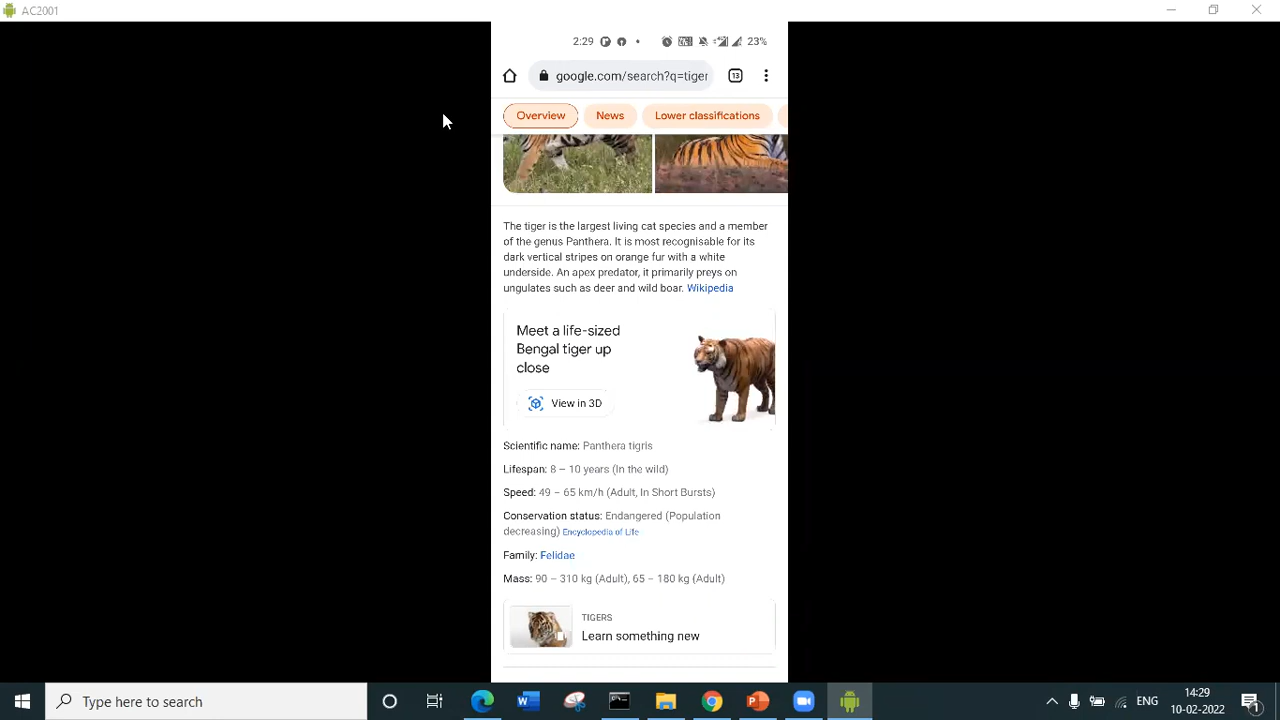 AC2001
2:29 23%
google.com/search?q=tiger 13
Overview News Lower classifications
The tiger is the largest living cat species and a member
of the genus Panthera. It is most recognisable for its
dark vertical stripes on orange fur with a white
underside. An apex predator, it primarily preys on
ungulates such as deer and wild boar. Wikipedia
Meet a life-sized
Bengal tiger up
close
View in 3D
Scientific name: Panthera tigris
Lifespan: 8 – 10 years (In the wild)
Speed: 49 – 65 km/h (Adult, In Short Bursts)
Conservation status: Endangered (Population
decreasing) Encyclopedia of Life
Family: Felidae
Mass: 90 – 310 kg (Adult), 65 – 180 kg (Adult)
TIGERS
Learn something new
Type here to search
ENG
14:29
10-02-2022